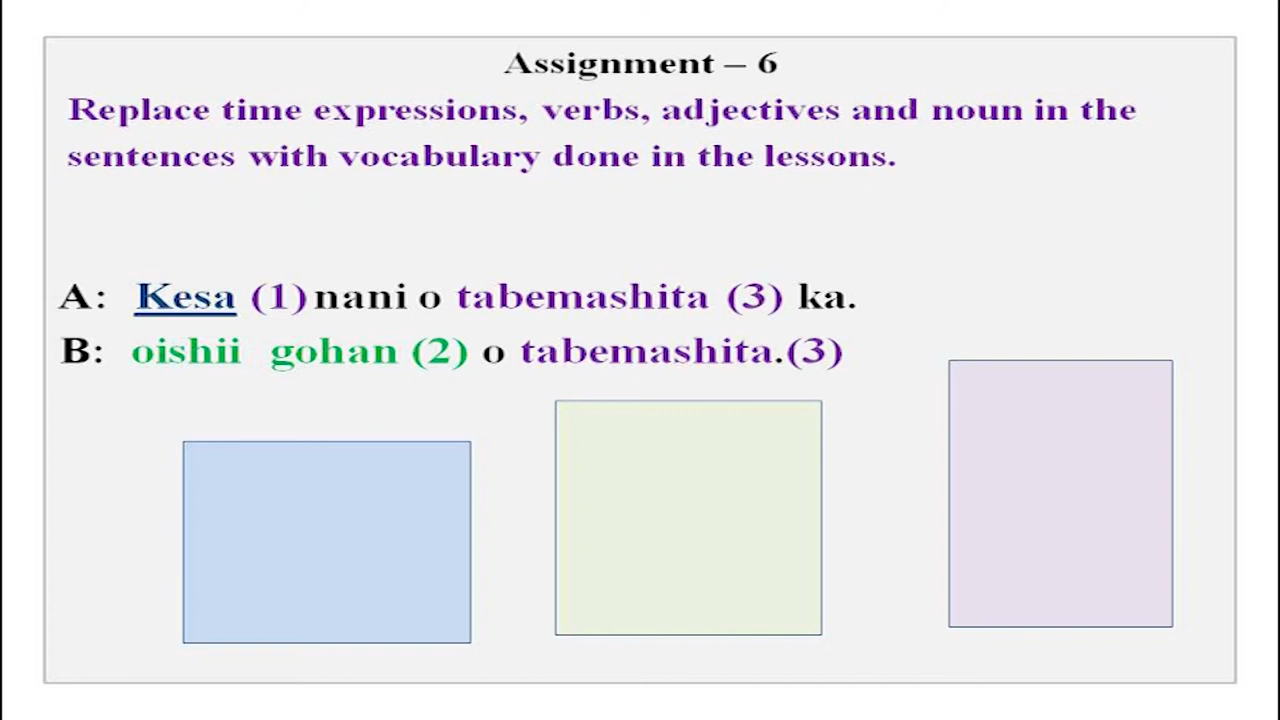 Assignment – 6
Replace time expressions, verbs, adjectives and noun in the
sentences with vocabulary done in the lessons.
A: Kesa (1) nani o tabemashita (3) ka.
B: oishii gohan (2) o tabemashita.(3)